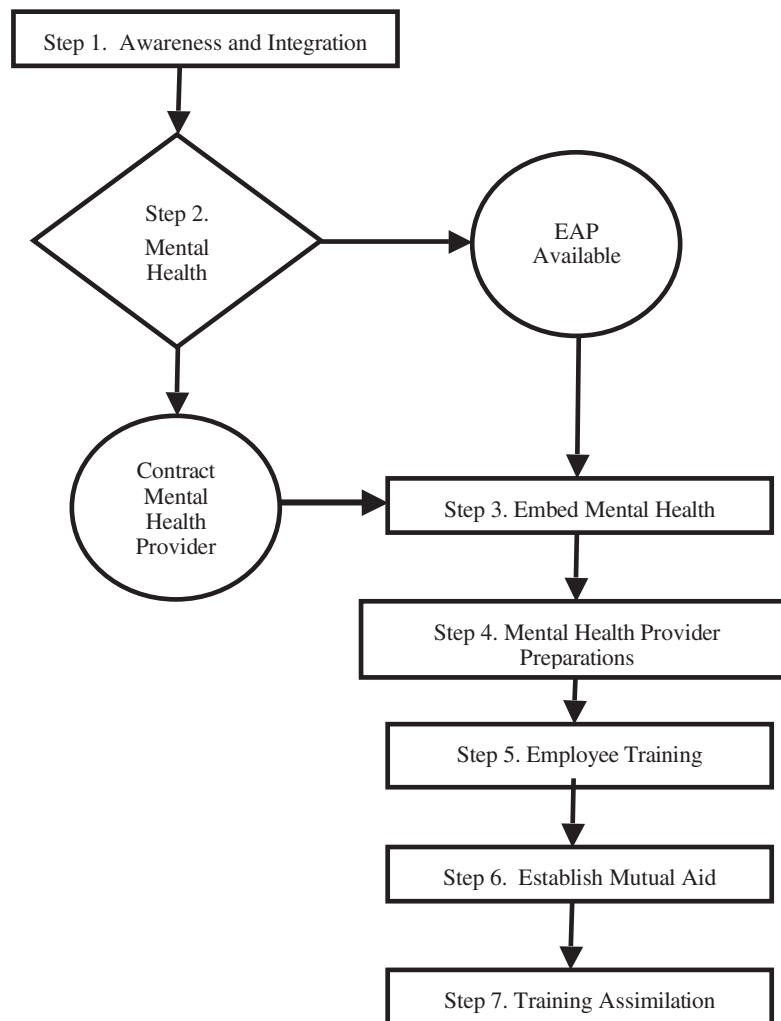 Step 1.  Awareness and Integration
Step 2.
Mental
Health
EAP
Available
Contract
Mental
Health
Provider
Step 3. Embed Mental Health
Step 4. Mental Health Provider
Preparations
Step 5. Employee Training
Step 6.  Establish Mutual Aid
Step 7. Training Assimilation